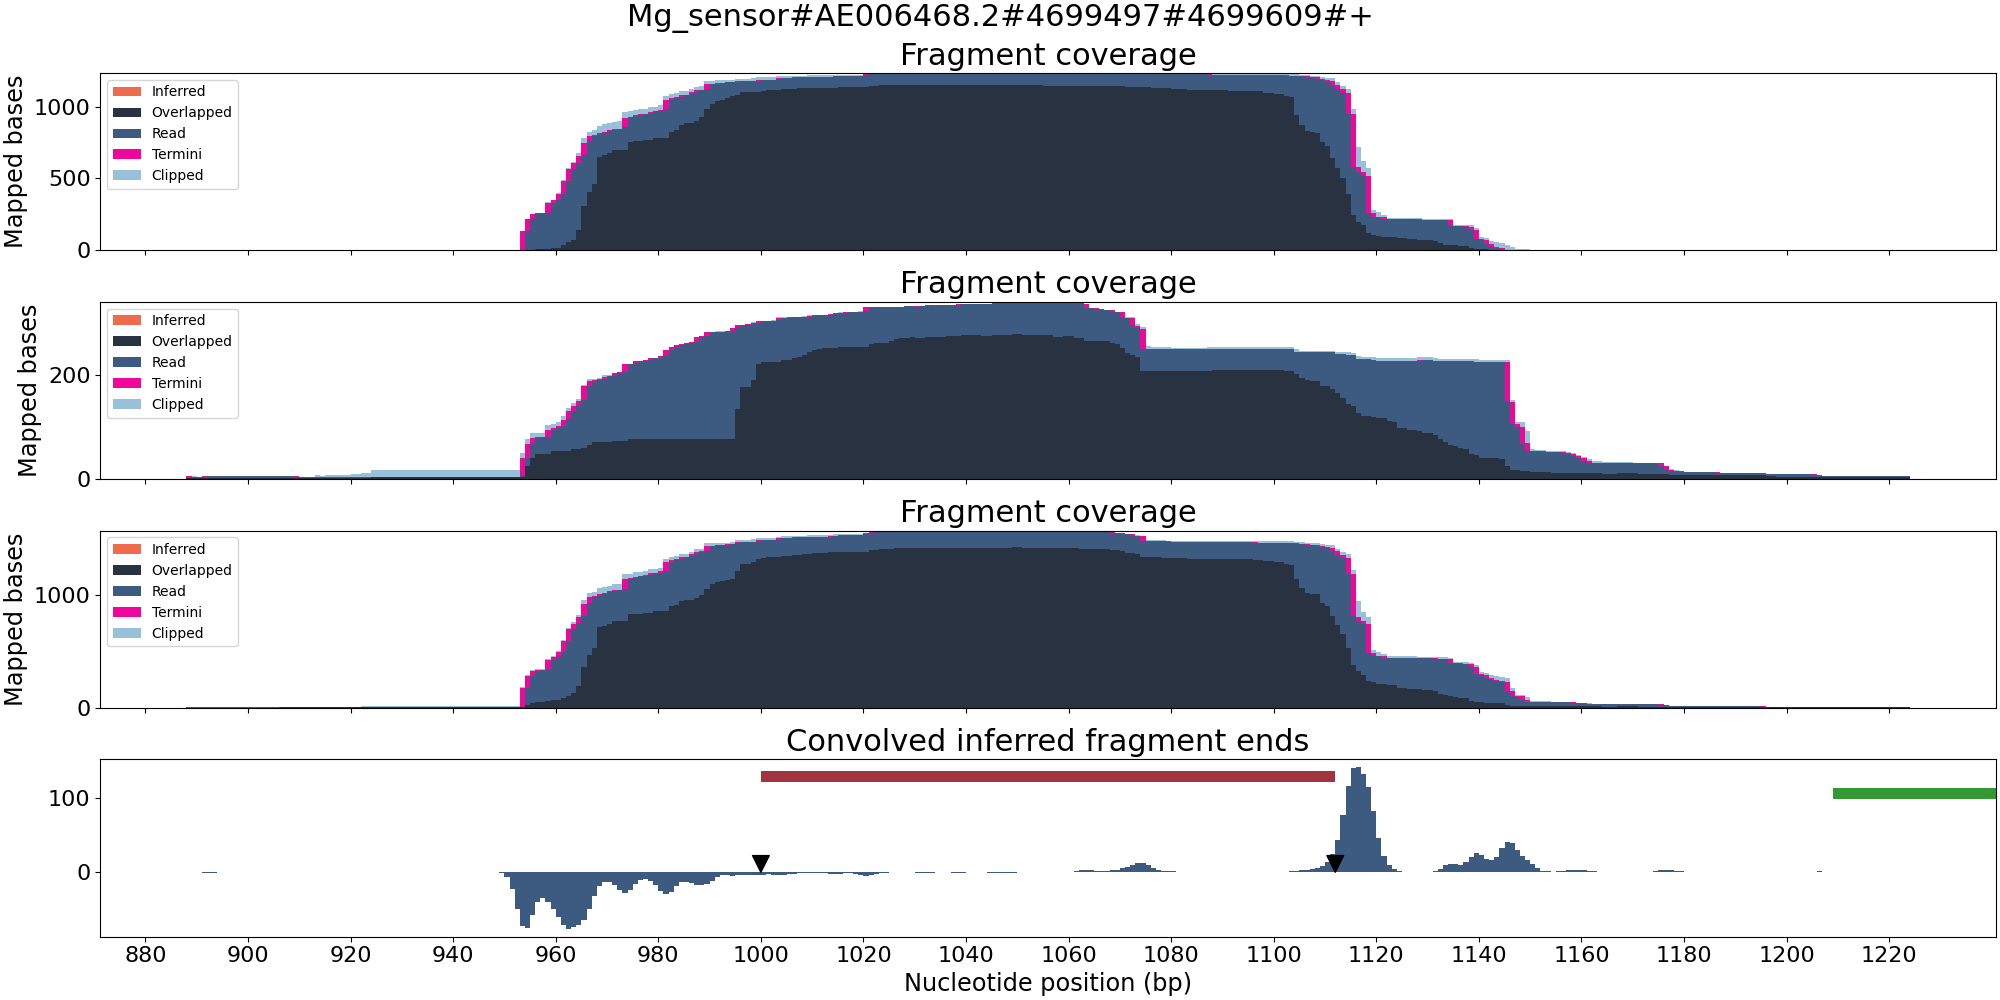 Mg_sensor#AE006468.2#4699497#4699609#+
Fragment coverage
Mapped bases
1000
500
0
Inferred
Overlapped
Read
Termini
Clipped
Fragment coverage
Mapped bases
200
0
Inferred
Overlapped
Read
Termini
Clipped
Fragment coverage
Mapped bases
1000
0
Inferred
Overlapped
Read
Termini
Clipped
Convolved inferred fragment ends
100
0
880 900 920 940 960 980 1000 1020 1040 1060 1080 1100 1120 1140 1160 1180 1200 1220
Nucleotide position (bp)